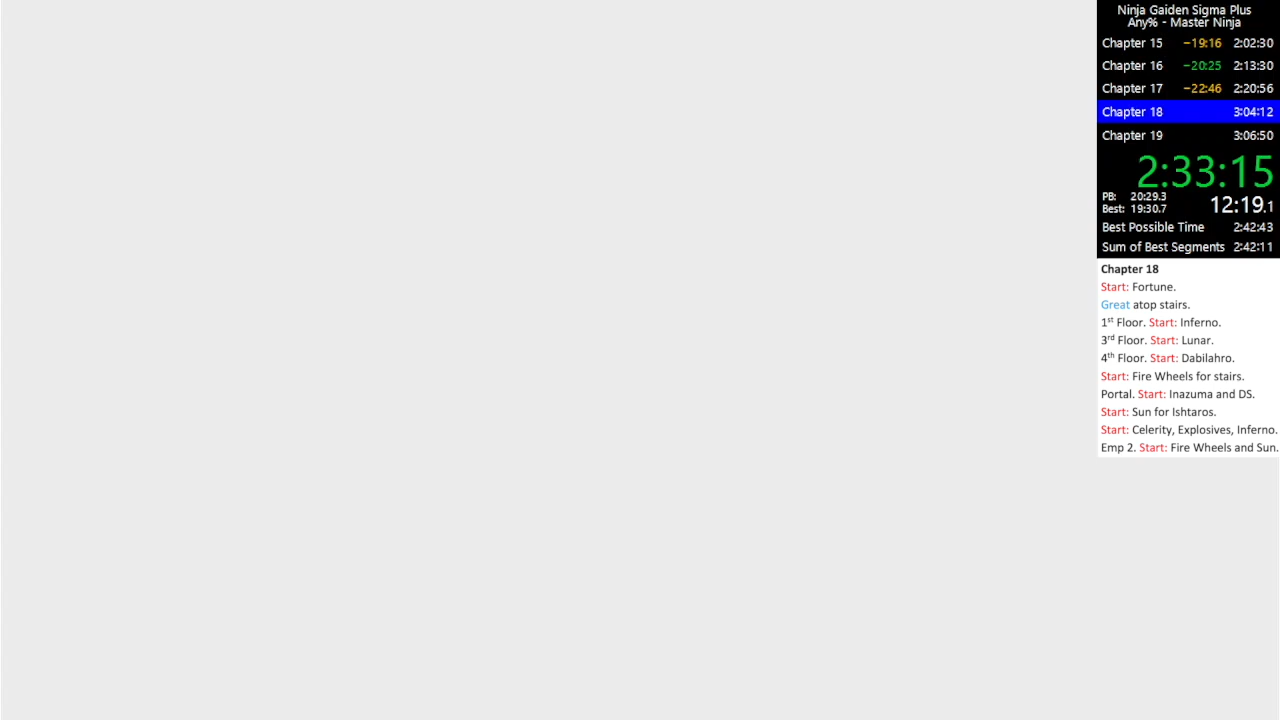 Ninja Gaiden Sigma Plus
Any% - Master Ninja
Chapter 15 −19:16 2:02:30
Chapter 16 −20:25 2:13:30
Chapter 17 −22:46 2:20:56
Chapter 18 3:04:12
Chapter 19 3:06:50
2:33:15
PB: 20:29.3
Best: 19:30.7 12:19.1
Best Possible Time 2:42:43
Sum of Best Segments 2:42:11
Chapter 18
Start: Fortune.
Great atop stairs.
1st Floor. Start: Inferno.
3rd Floor. Start: Lunar.
4th Floor. Start: Dabilahro.
Start: Fire Wheels for stairs.
Portal. Start: Inazuma and DS.
Start: Sun for Ishtaros.
Start: Celerity, Explosives, Inferno.
Emp 2. Start: Fire Wheels and Sun.